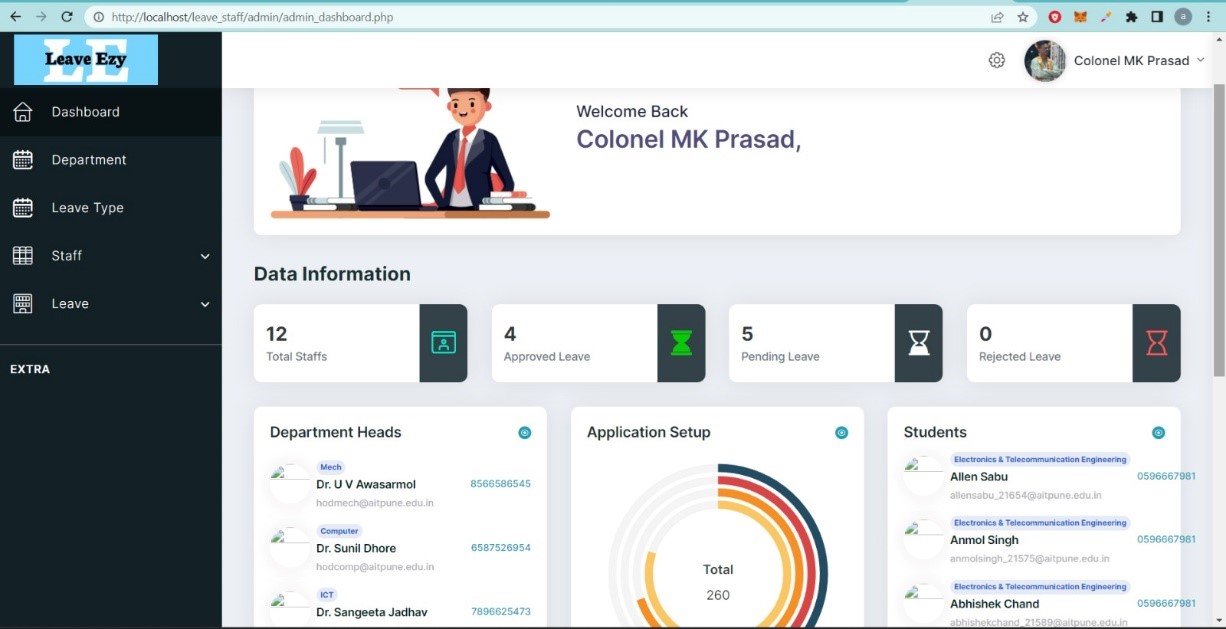 http://localhost/leave_staff/admin/admin_dashboard.php
a
LE
Leave Ezy
Colonel MK Prasad
Dashboard
Department
Leave Type
Staff
Leave
EXTRA
Welcome Back
Colonel MK Prasad,
Data Information
12
Total Staffs
4
Approved Leave
5
Pending Leave
0
Rejected Leave
Department Heads
Mech
Dr. U V Awasarmol
8566586545
hodmech@aitpune.edu.in
Computer
Dr. Sunil Dhore
6587526954
hodcomp@aitpune.edu.in
ICT
Dr. Sangeeta Jadhav
7896625473
Application Setup
Total
260
Students
Electronics & Telecommunication Engineering
Allen Sabu
0596667981
allensabu_21654@aitpune.edu.in
Electronics & Telecommunication Engineering
Anmol Singh
0596667981
anmolsingh_21575@aitpune.edu.in
Electronics & Telecommunication Engineering
Abhishek Chand
0596667981
abhishekchand_21589@aitpune.edu.in